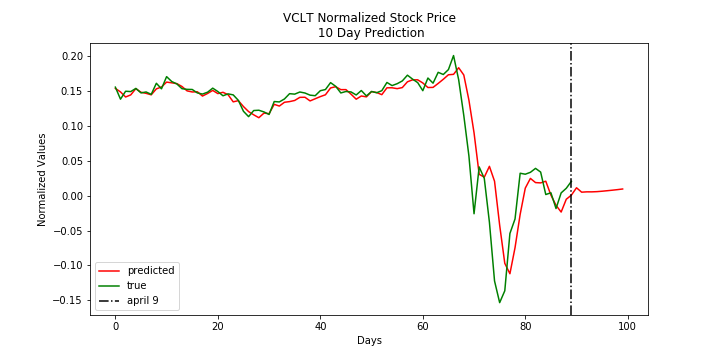 VCLT Normalized Stock Price
10 Day Prediction
Normalized Values
0.20
0.15
0.10
0.05
0.00
−0.05
−0.10
−0.15
predicted
true
april 9
0
20
40
60
80
100
Days